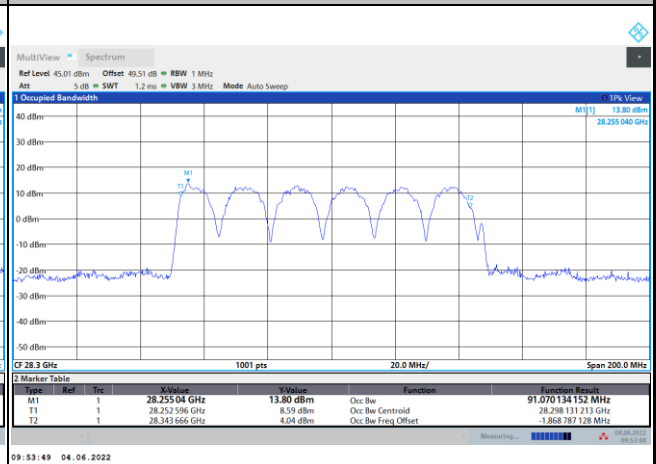 MultiView Spectrum
Ref Level 45.01 dBm Offset 49.51 dB RBW 1 MHz
Att 5 dB SWT 1.2 ms VBW 3 MHz Mode Auto Sweep
1 Occupied Bandwidth 1Pk View
M1[1] 13.80 dBm
28.255 040 GHz
40 dBm
30 dBm
20 dBm
M1
T1
T2
10 dBm
0 dBm
-10 dBm
-20 dBm
-30 dBm
-40 dBm
-50 dBm
CF 28.3 GHz 1001 pts 20.0 MHz/ Span 200.0 MHz
2 Marker Table
Type Ref Trc X-Value Y-Value Function Function Result
M1 1 28.25504 GHz 13.80 dBm Occ Bw 91.070 134 152 MHz
T1 1 28.252 596 GHz 8.59 dBm Occ Bw Centroid 28.298 131 213 GHz
T2 1 28.343 666 GHz 4.04 dBm Occ Bw Freq Offset -1.868 787 128 MHz
Measuring... 04.06.2022
09:53:48
09:53:49 04.06.2022